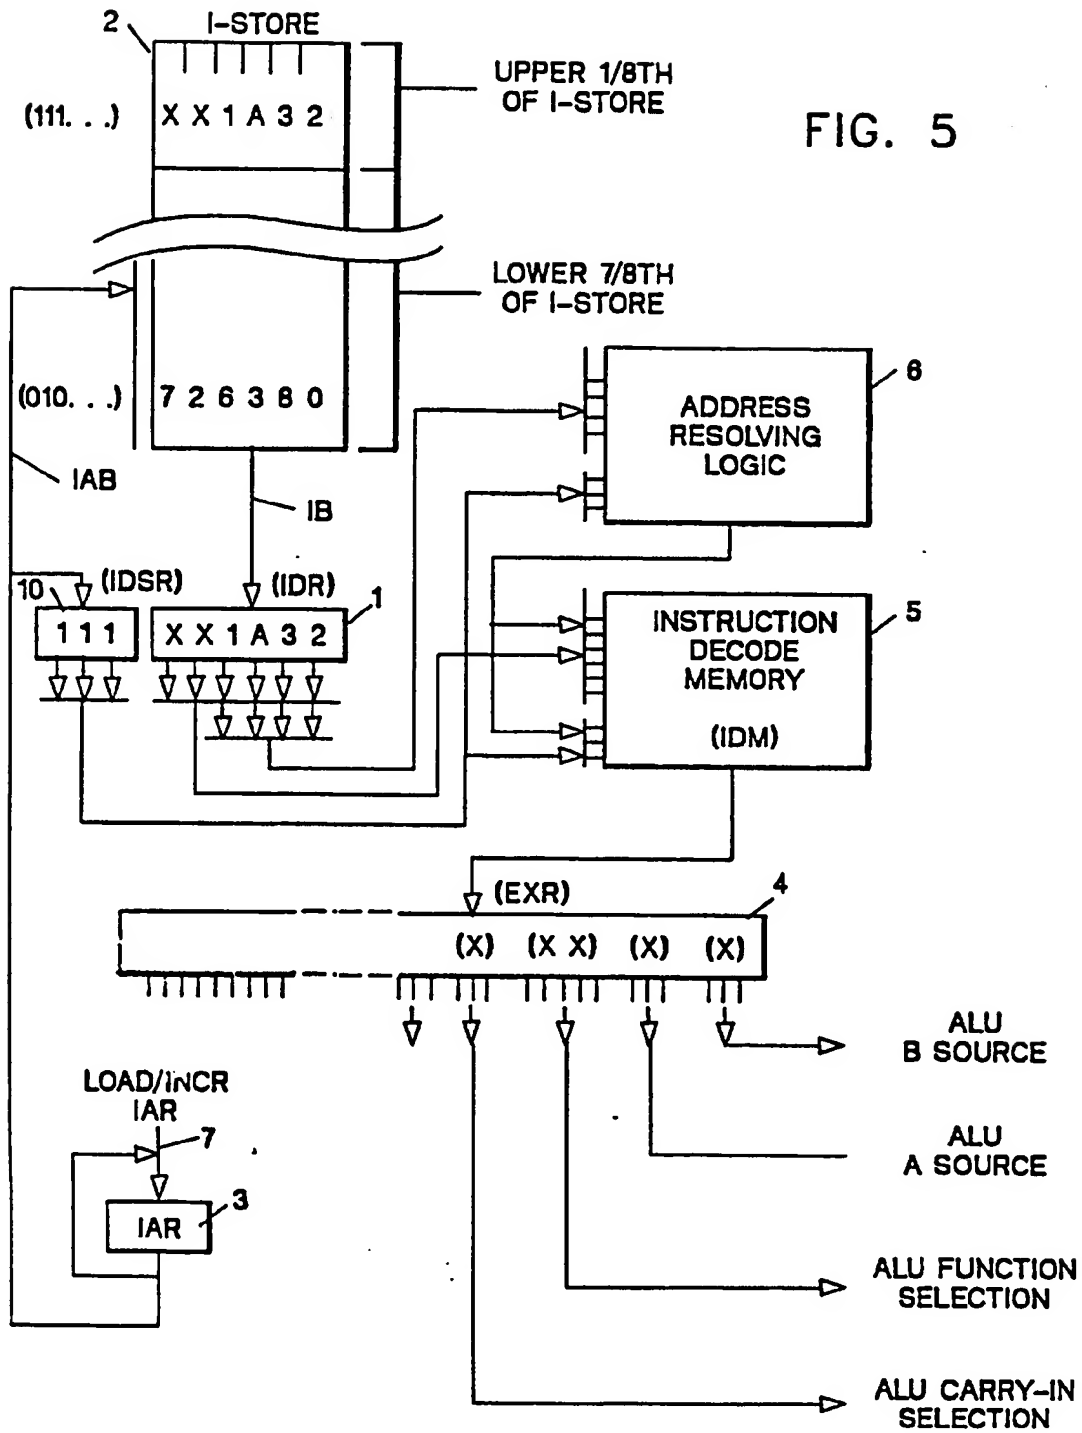 I-STORE
2
(111. . .) X X 1 A 3 2
UPPER 1/8TH
OF I-STORE
FIG. 5
LOWER 7/8TH
OF I-STORE
(010. . .) 7 2 6 3 8 0
IAB
IB
ADDRESS
RESOLVING
LOGIC
6
10 (IDSR) (IDR) 1
1 1 1 X X 1 A 3 2
INSTRUCTION
DECODE
MEMORY
(IDM)
5
(EXR) 4
(X) (X X) (X) (X)
ALU
B SOURCE
LOAD/INCR
IAR
7
ALU
A SOURCE
IAR 3
ALU FUNCTION
SELECTION
ALU CARRY-IN
SELECTION